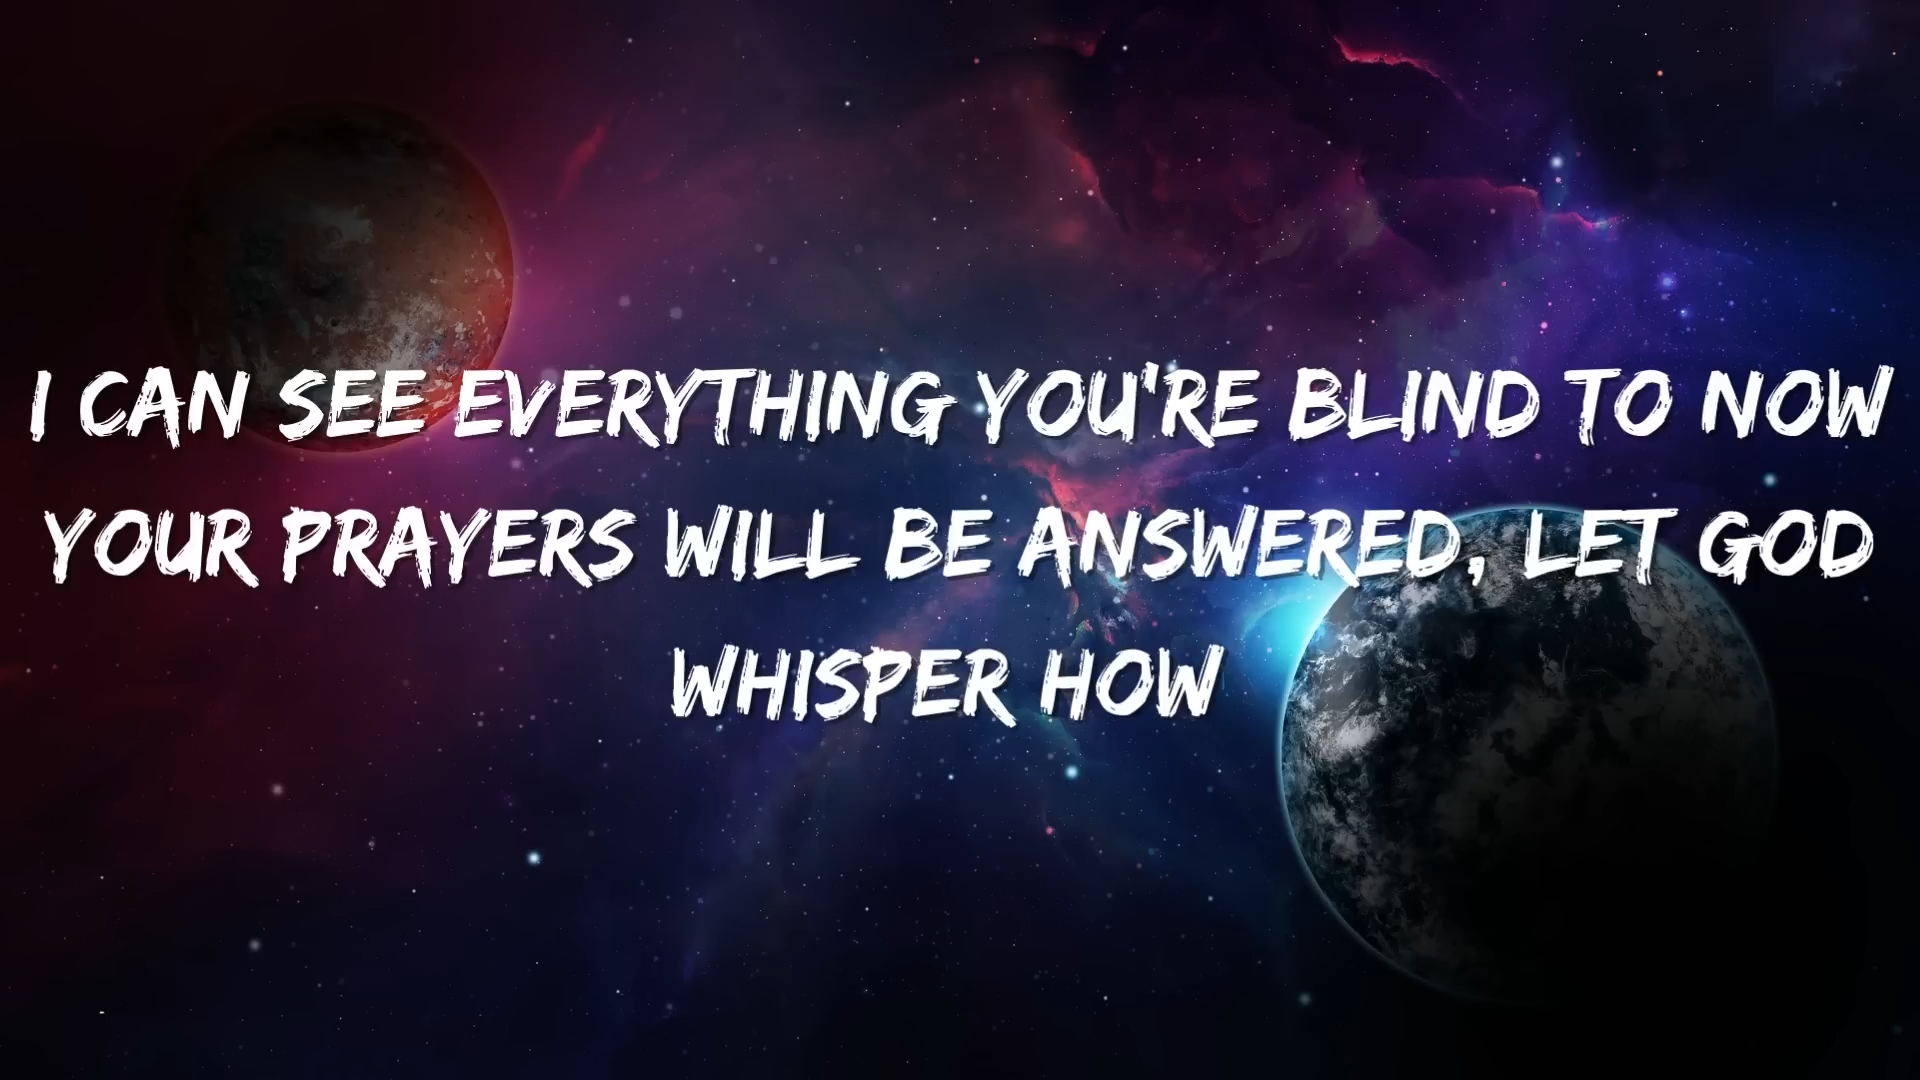 I CAN SEE EVERYTHING YOU'RE BLIND TO NOW
YOUR PRAYERS WILL BE ANSWERED, LET GOD
WHISPER HOW